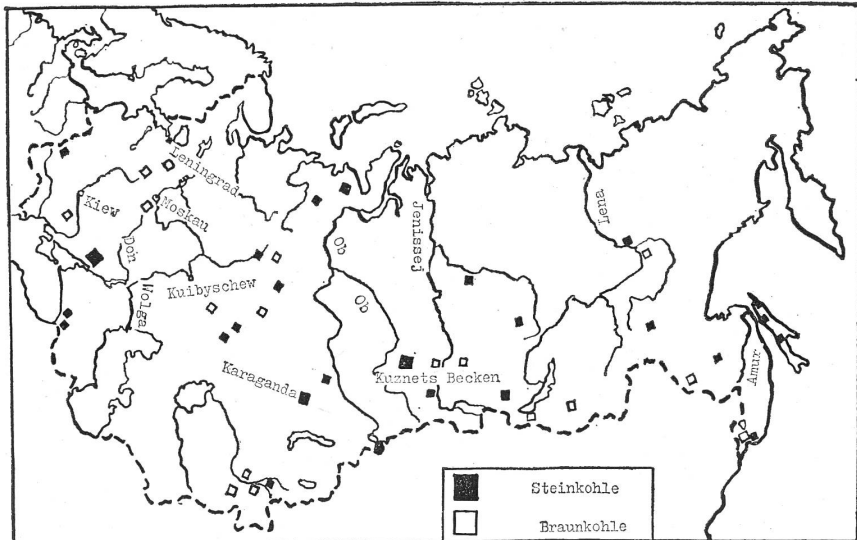 Leningrad
Kiew
Moskau
Don
Wolga
Kuibyschew
Karaganda
Ob
Ob
Jenissej
Kuznets Becken
Lena
Amur
Steinkohle
Braunkohle